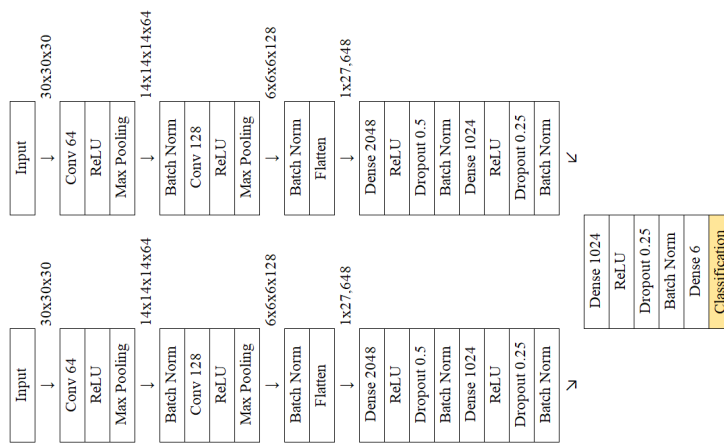 Input
30x30x30
Conv 64
ReLU
Max Pooling
14x14x14x64
Batch Norm
Conv 128
ReLU
Max Pooling
6x6x6x128
Batch Norm
Flatten
1x27,648
Dense 2048
ReLU
Dropout 0.5
Batch Norm
Dense 1024
ReLU
Dropout 0.25
Batch Norm
Input
30x30x30
Conv 64
ReLU
Max Pooling
14x14x14x64
Batch Norm
Conv 128
ReLU
Max Pooling
6x6x6x128
Batch Norm
Flatten
1x27,648
Dense 2048
ReLU
Dropout 0.5
Batch Norm
Dense 1024
ReLU
Dropout 0.25
Batch Norm
Dense 1024
ReLU
Dropout 0.25
Batch Norm
Dense 6
Classification